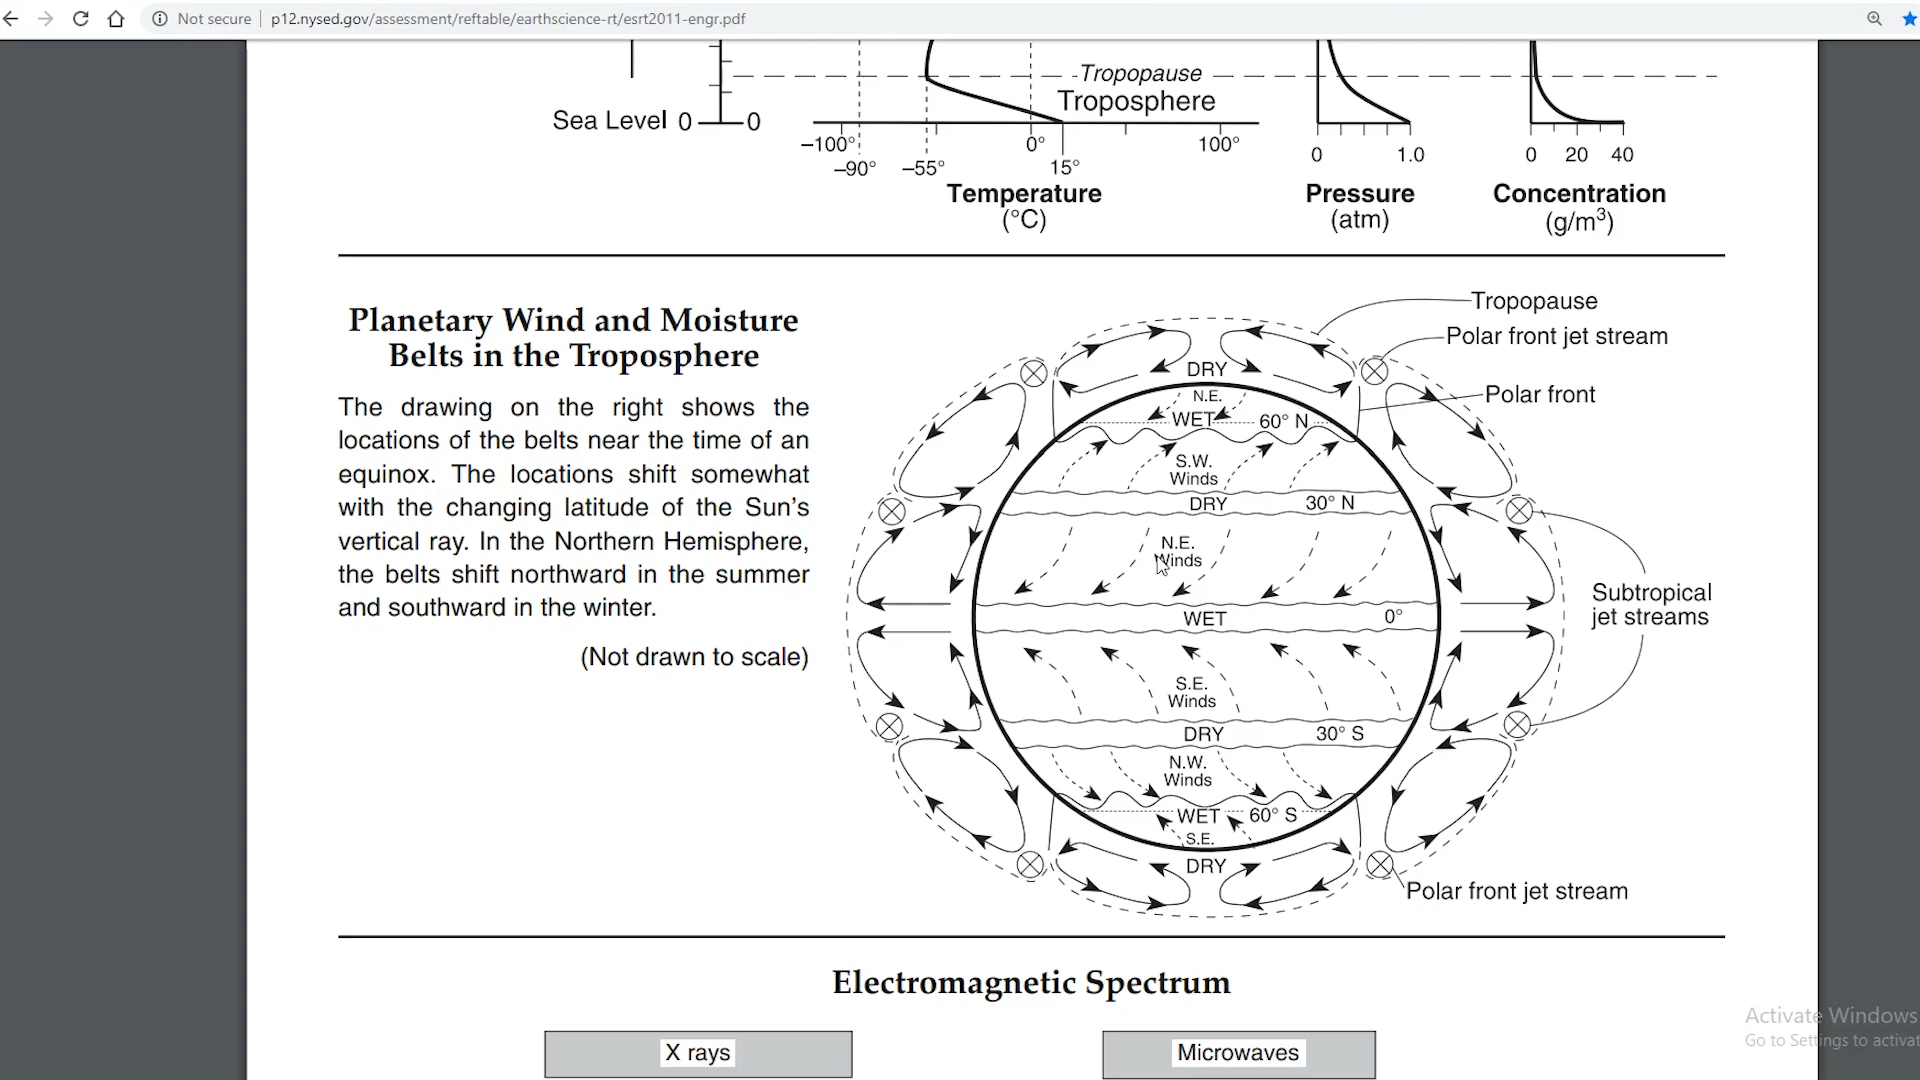 Not secure
p12.nysed.gov/assessment/reftable/earthscience-rt/esrt2011-engr.pdf
Tropopause
Troposphere
Sea Level 0 0
–100° 0° 100°
–90° –55° 15°
Temperature
(°C)
0 1.0
Pressure
(atm)
0 20 40
Concentration
(g/m³)
Planetary Wind and Moisture
Belts in the Troposphere
The drawing on the right shows the
locations of the belts near the time of an
equinox. The locations shift somewhat
with the changing latitude of the Sun's
vertical ray. In the Northern Hemisphere,
the belts shift northward in the summer
and southward in the winter.
(Not drawn to scale)
Tropopause
Polar front jet stream
Polar front
DRY
N.E.
WET 60° N
S.W.
Winds
DRY 30° N
N.E.
Winds
WET 0°
Subtropical
jet streams
S.E.
Winds
DRY 30° S
N.W.
Winds
WET 60° S
S.E.
DRY
Polar front jet stream
Electromagnetic Spectrum
X rays
Microwaves
Activate Windows
Go to Settings to activat